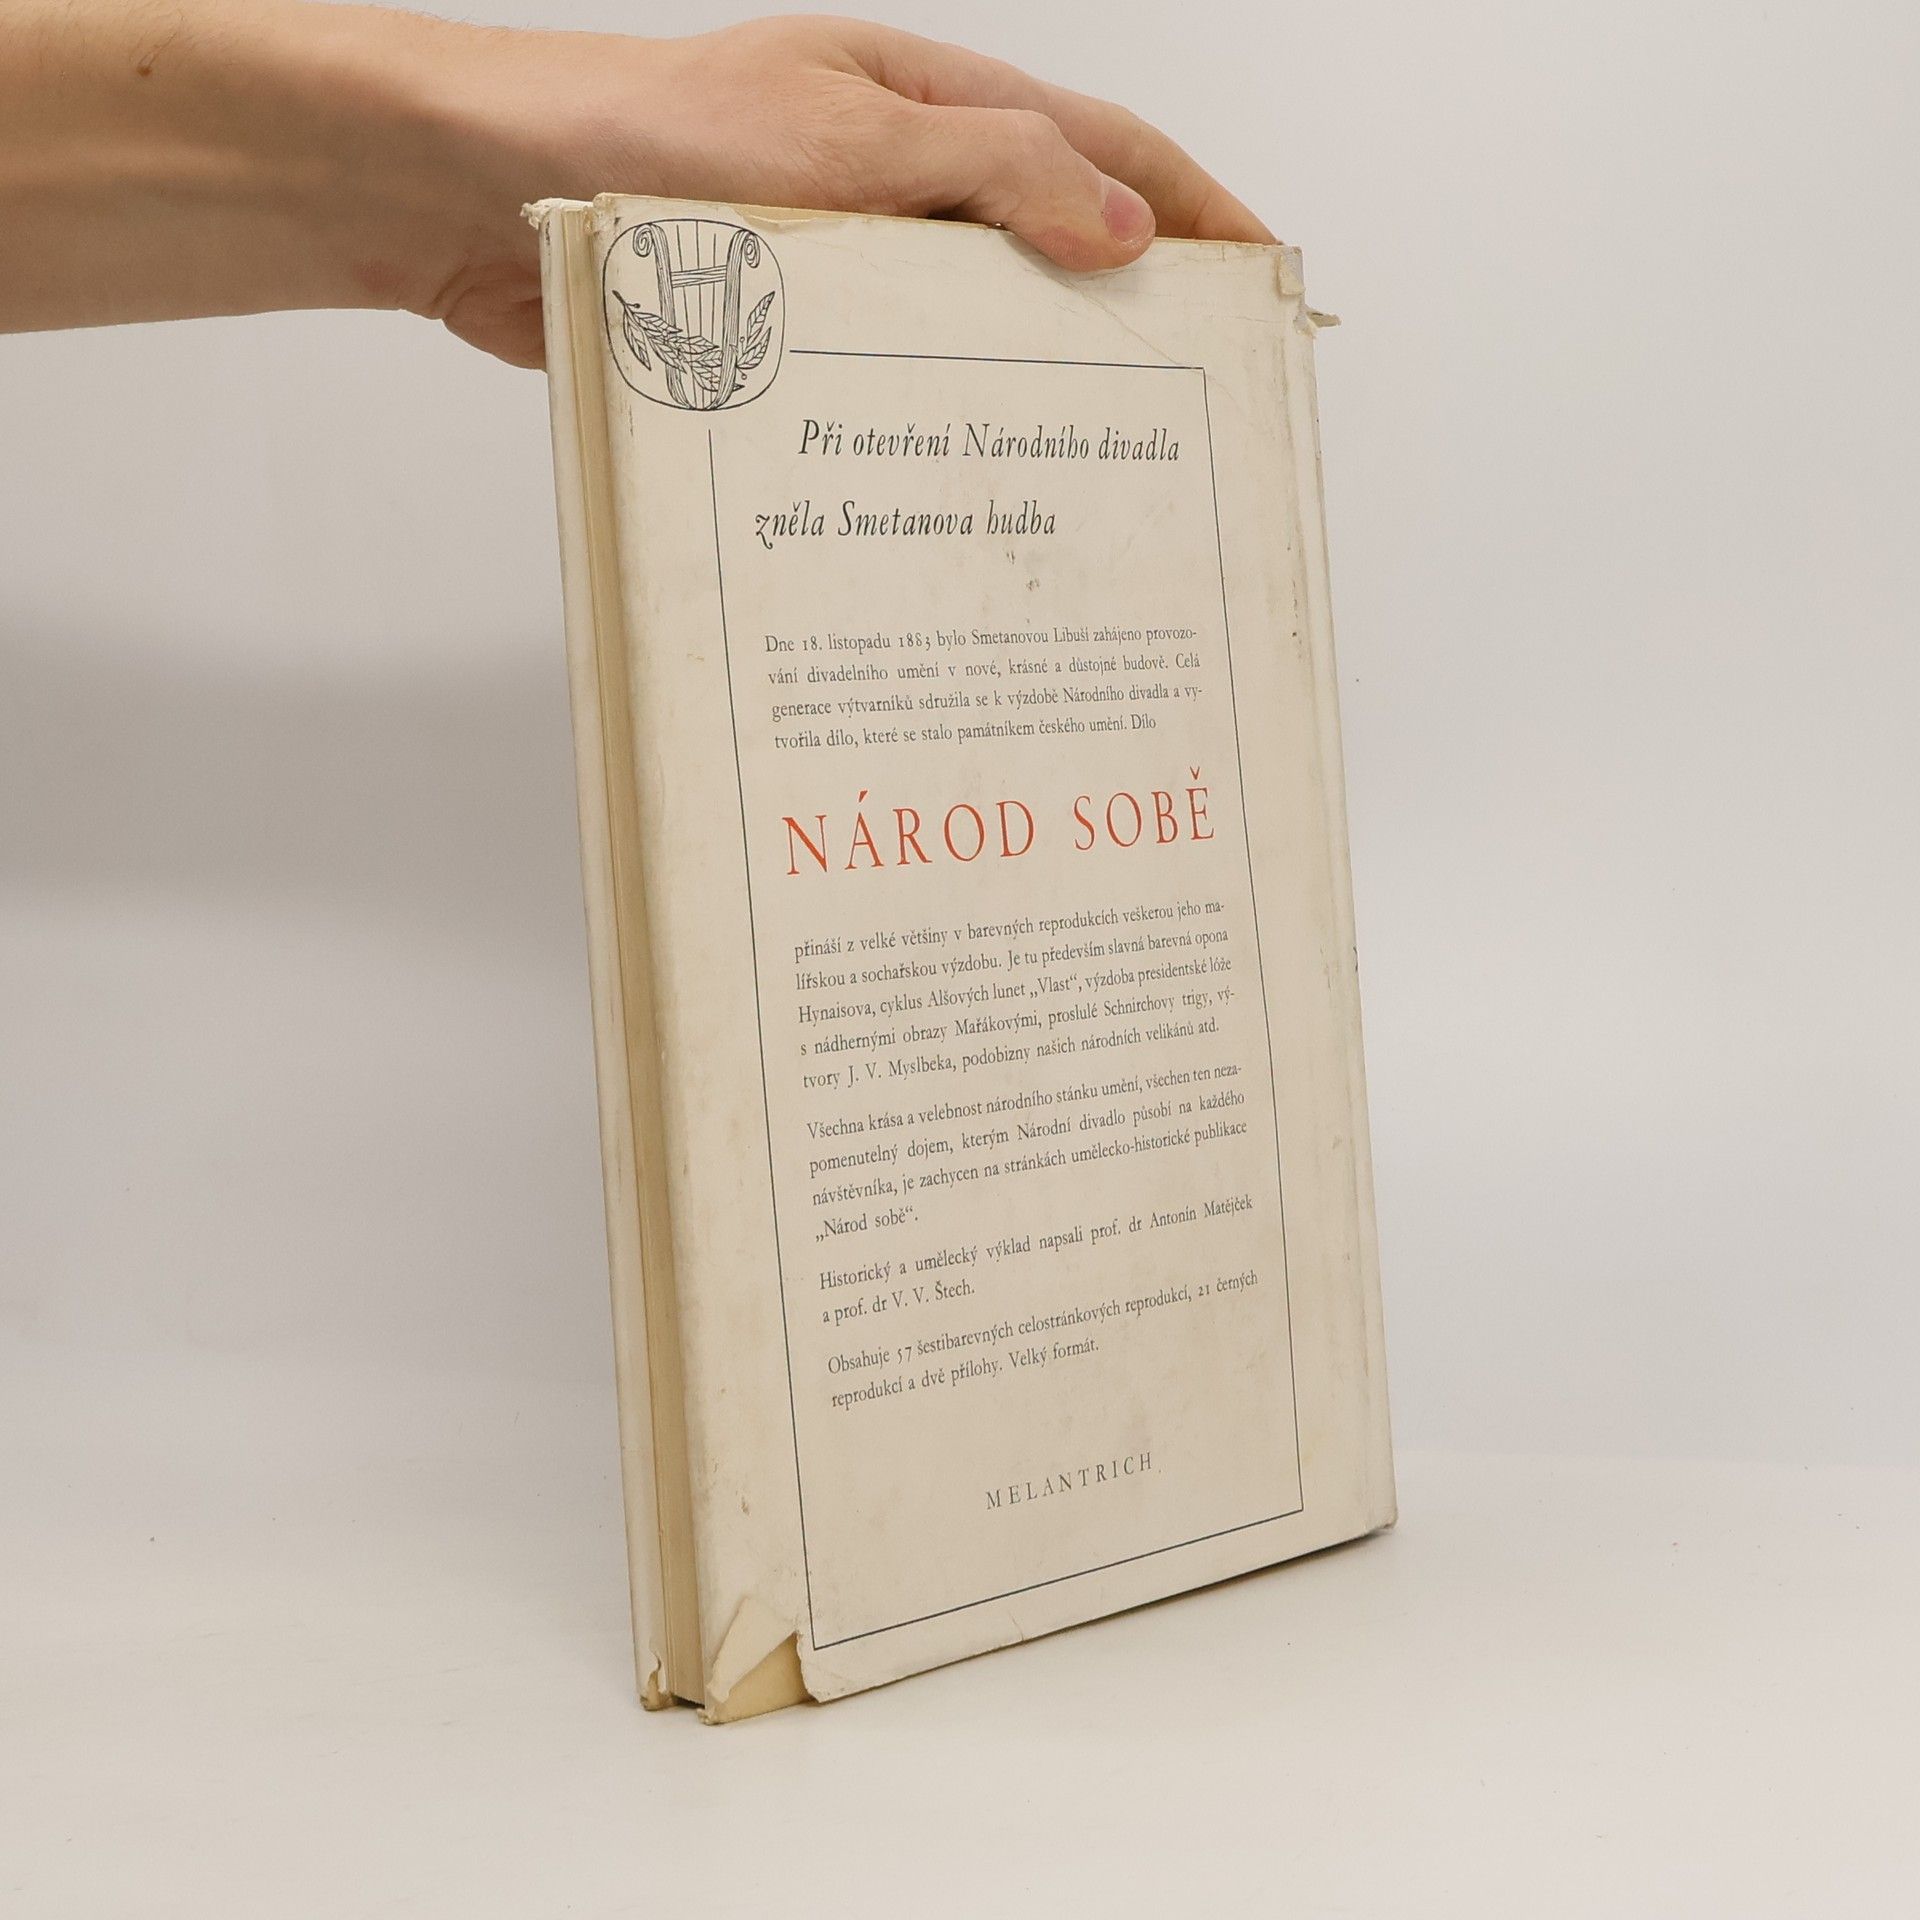 Při otevření Národního divadla
zněla Smetanova hudba
Dne 18. listopadu 1883 bylo Smetanovou Libuší zahájeno provozo-
vání divadelního umění v nové, krásné a důstojné budově. Celá
generace výtvarníků sdružila se k výzdobě Národního divadla a vy-
tvořila dílo, které se stalo památníkem českého umění. Dílo
NÁROD SOBĚ
přináší z velké většiny v barevných reprodukcích veškerou jeho ma-
lířskou a sochařskou výzdobu. Je tu především slavná barevná opona
Hynaisova, cyklus Alšových lunet „Vlast“, výzdoba presidentské lóže
s nádhernými obrazy Mařákovými, proslulé Schnirchovy trigy, vý-
tvory J. V. Myslbeka, podobizny našich národních velikánů atd.
Všechna krása a velebnost národního stánku umění, všechen ten neza-
pomenutelný dojem, kterým Národní divadlo působí na každého
návštěvníka, je zachycen na stránkách umělecko-historické publikace
„Národ sobě“.
Historický a umělecký výklad napsali prof. dr Antonín Matějček
a prof. dr V. V. Štech.
Obsahuje 57 šestibarevných celostránkových reprodukcí, 21 černých
reprodukcí a dvě přílohy. Velký formát.
MELANTRICH